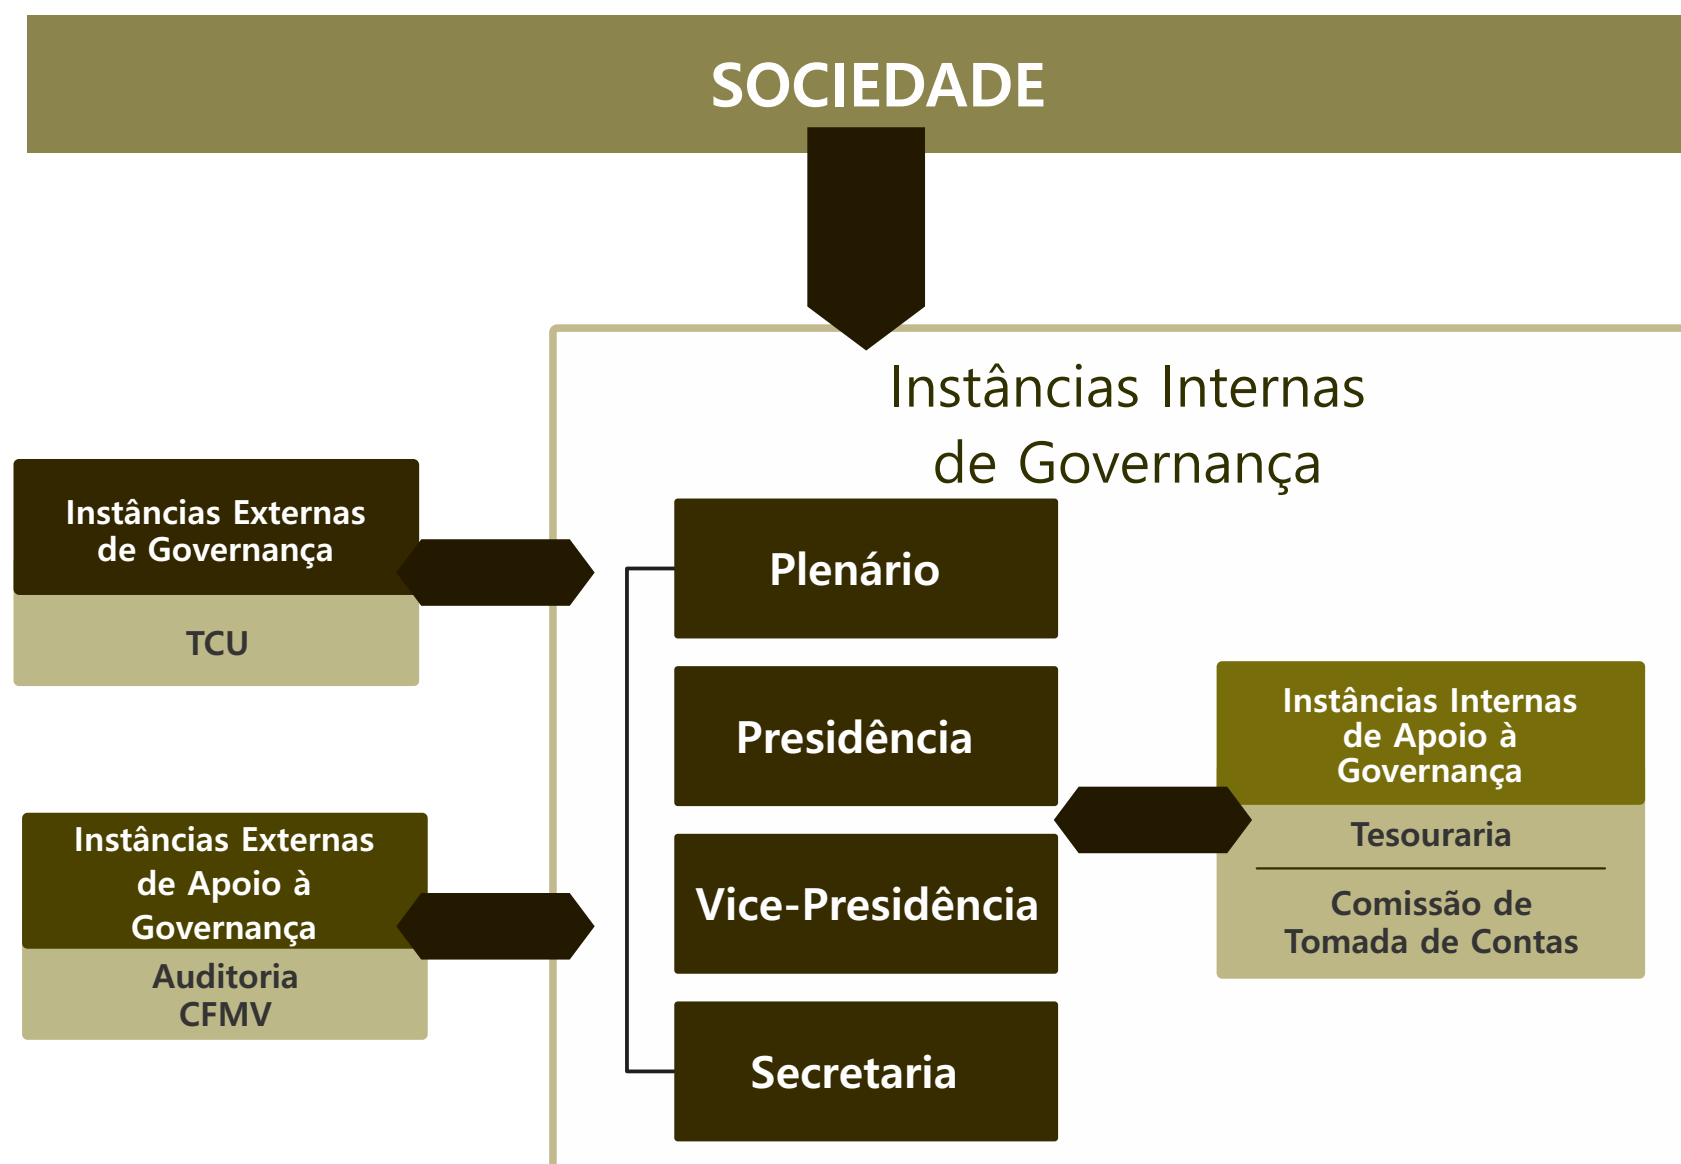 SOCIEDADE
Instâncias Internas
de Governança
Instâncias Externas
de Governança
TCU
Instâncias Externas
de Apoio à
Governança
Auditoria
CFMV
Plenário
Presidência
Vice-Presidência
Secretaria
Instâncias Internas
de Apoio à
Governança
Tesouraria
Comissão de
Tomada de Contas